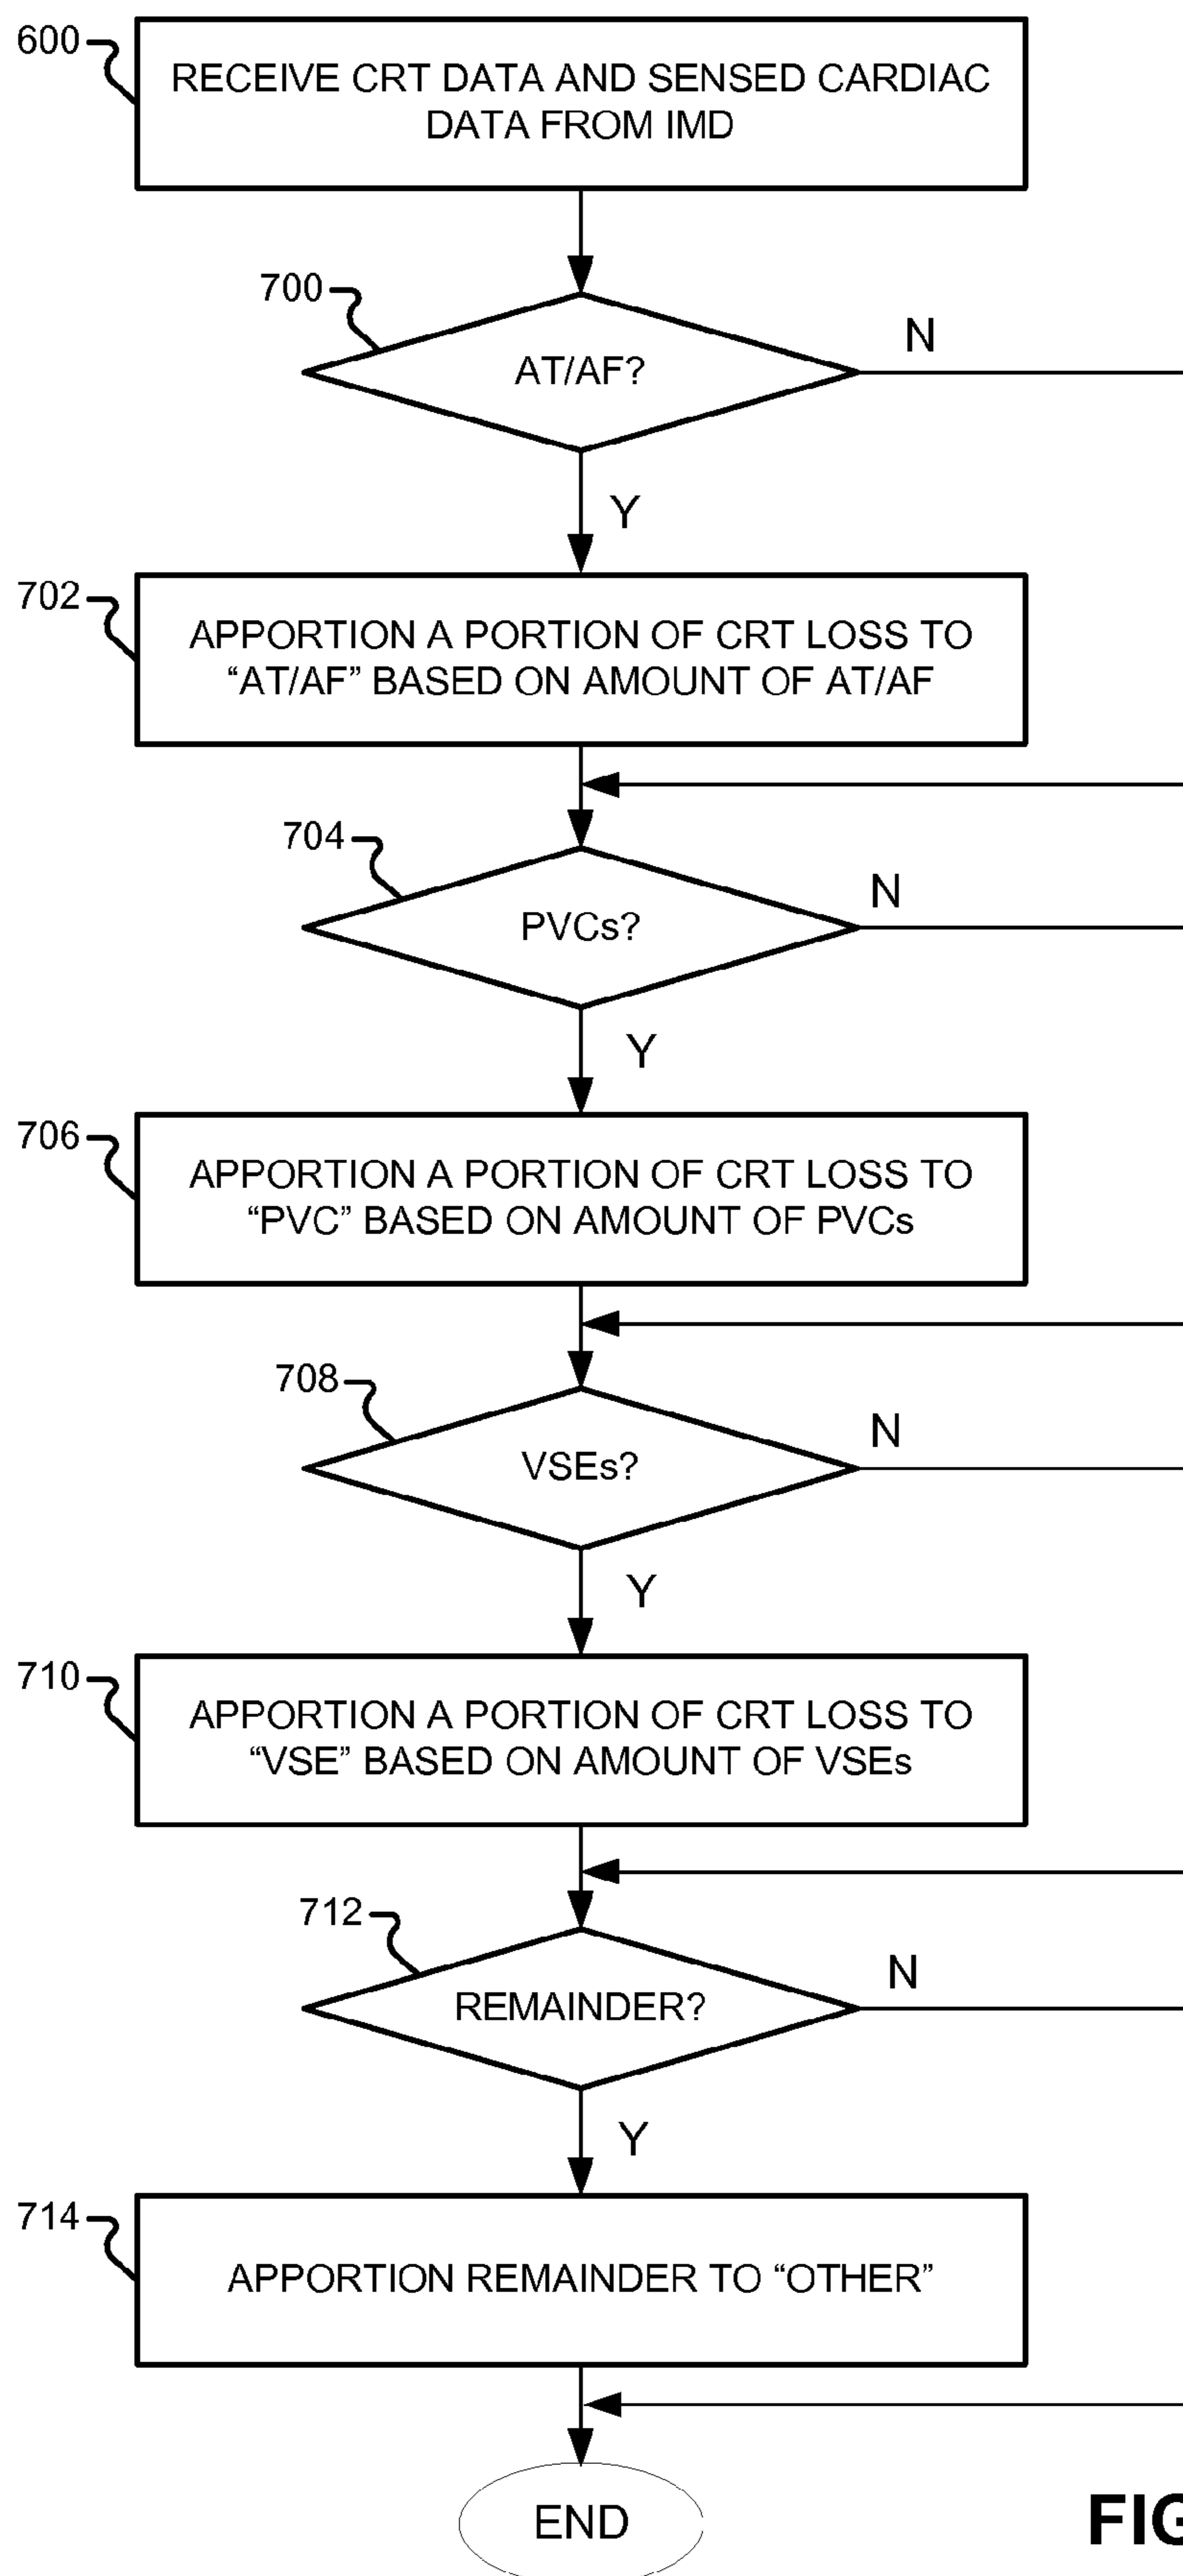 600
RECEIVE CRT DATA AND SENSED CARDIAC
DATA FROM IMD
700
AT/AF?
N
Y
702
APPORTION A PORTION OF CRT LOSS TO
“AT/AF” BASED ON AMOUNT OF AT/AF
704
PVCs?
N
Y
706
APPORTION A PORTION OF CRT LOSS TO
“PVC” BASED ON AMOUNT OF PVCs
708
VSEs?
N
Y
710
APPORTION A PORTION OF CRT LOSS TO
“VSE” BASED ON AMOUNT OF VSEs
712
REMAINDER?
N
Y
714
APPORTION REMAINDER TO “OTHER”
END
FIG